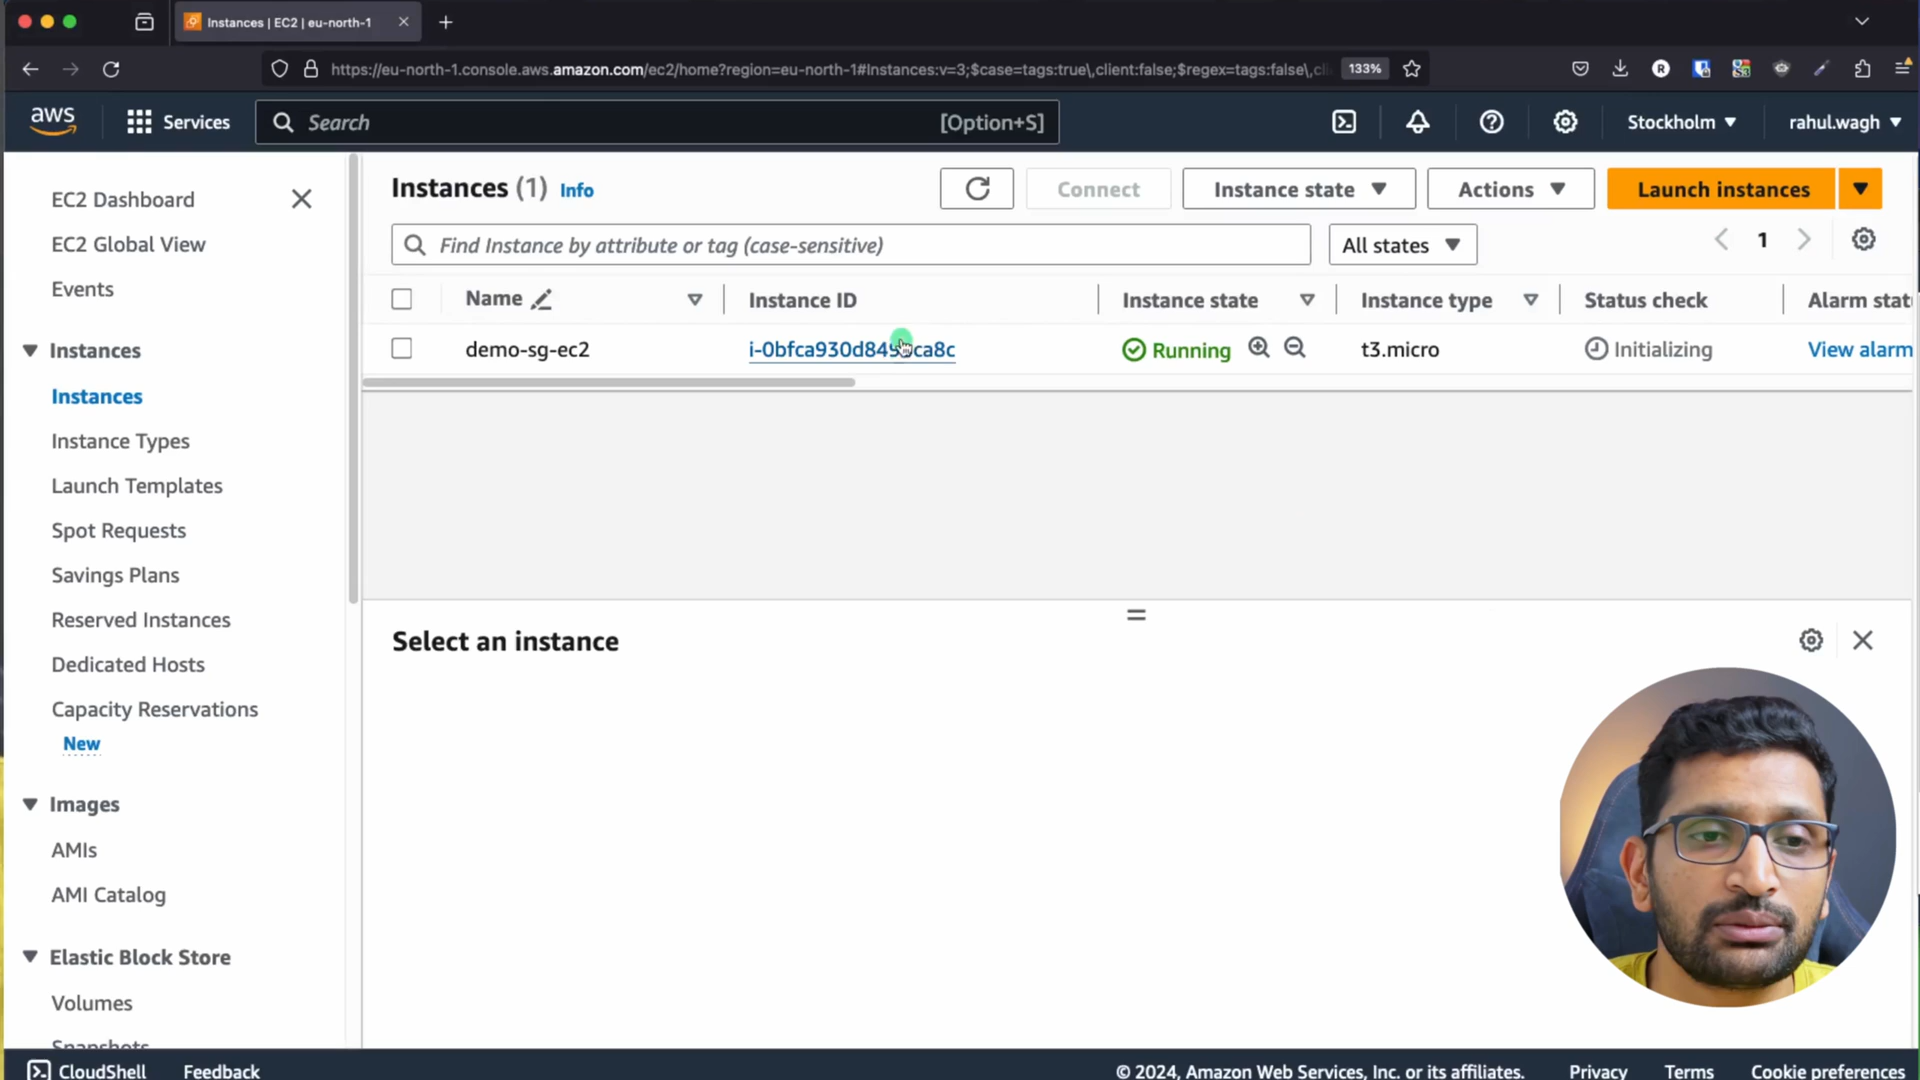 Instances | EC2 | eu-north-1
https://eu-north-1.console.aws.amazon.com/ec2/home?region=eu-north-1#Instances:v=3;$case=tags:true\,client:false;$regex=tags:false\,cli
133%
aws
Services
Search
[Option+S]
Stockholm
rahul.wagh
EC2 Dashboard
EC2 Global View
Events
Instances
Instances
Instance Types
Launch Templates
Spot Requests
Savings Plans
Reserved Instances
Dedicated Hosts
Capacity Reservations
New
Images
AMIs
AMI Catalog
Elastic Block Store
Volumes
Snapshots
Instances (1) Info
Connect
Instance state
Actions
Launch instances
Find Instance by attribute or tag (case-sensitive)
All states
1
Name
Instance ID
Instance state
Instance type
Status check
Alarm stat
demo-sg-ec2
Running
t3.micro
Initializing
View alarm
Select an instance
CloudShell
Feedback
© 2024, Amazon Web Services, Inc. or its affiliates.
Privacy
Terms
Cookie preferences